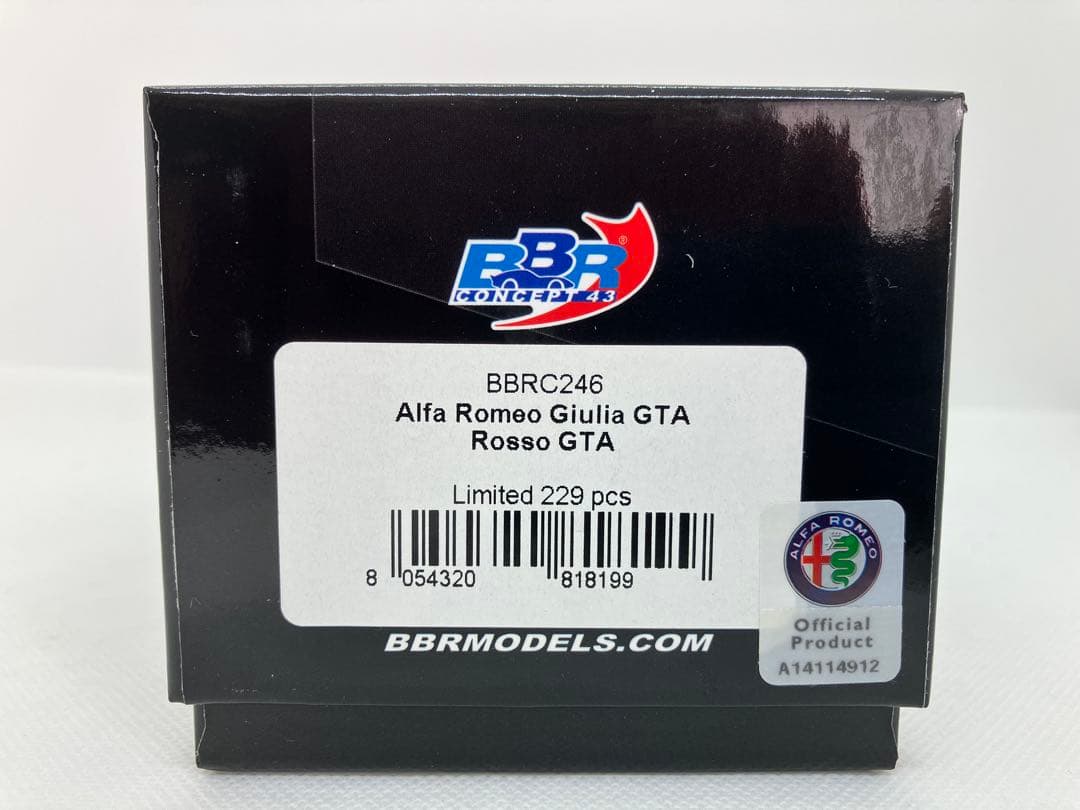 BBR®
CONCEPT 43
BBRC246
Alfa Romeo Giulia GTA
Rosso GTA
Limited 229 pcs
8 054320 818199
BBRMODELS.COM
ALFA ROMEO
Official
Product
A14114912